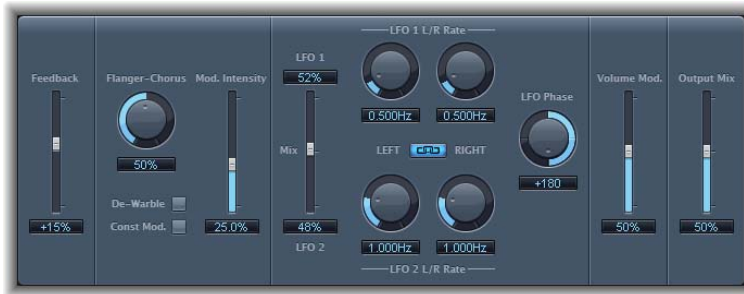 LFO 1 L/R Rate
Feedback
Flanger-Chorus
Mod. Intensity
LFO 1
52%
0.500Hz
0.500Hz
LFO Phase
Volume Mod.
Output Mix
50%
Mix
LEFT
RIGHT
+180
De-Warble
Const Mod.
+15%
25.0%
48%
LFO 2
1.000Hz
1.000Hz
50%
50%
LFO 2 L/R Rate